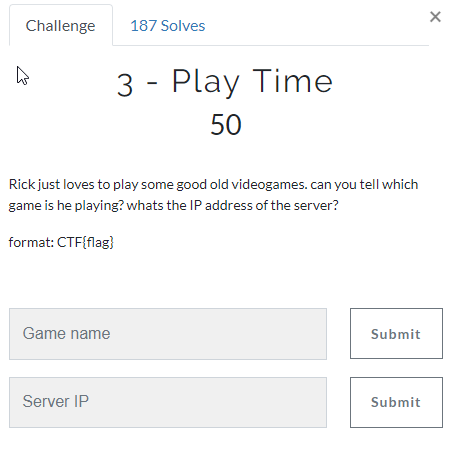 Challenge
187 Solves
×
3 - Play Time
50
Rick just loves to play some good old videogames. can you tell which
game is he playing? whats the IP address of the server?
format: CTF{flag}
Game name
Submit
Server IP
Submit